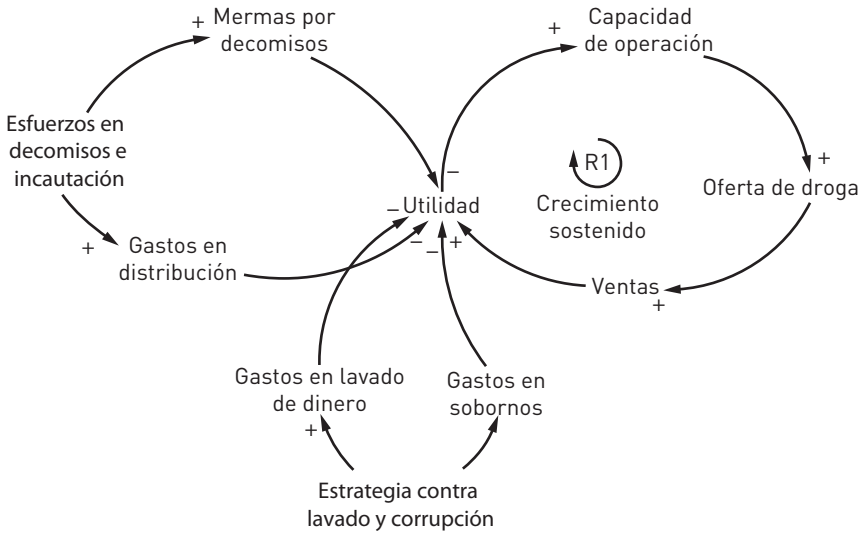 + Mermas por
decomisos
Capacidad
+ de operación
Esfuerzos en
decomisos e
incautación
–
R1
+
Oferta de droga
– Utilidad
Crecimiento
sostenido
+ Gastos en
distribución
– – +
Ventas
+
Gastos en lavado
de dinero
+
Gastos en
sobornos
Estrategia contra
lavado y corrupción